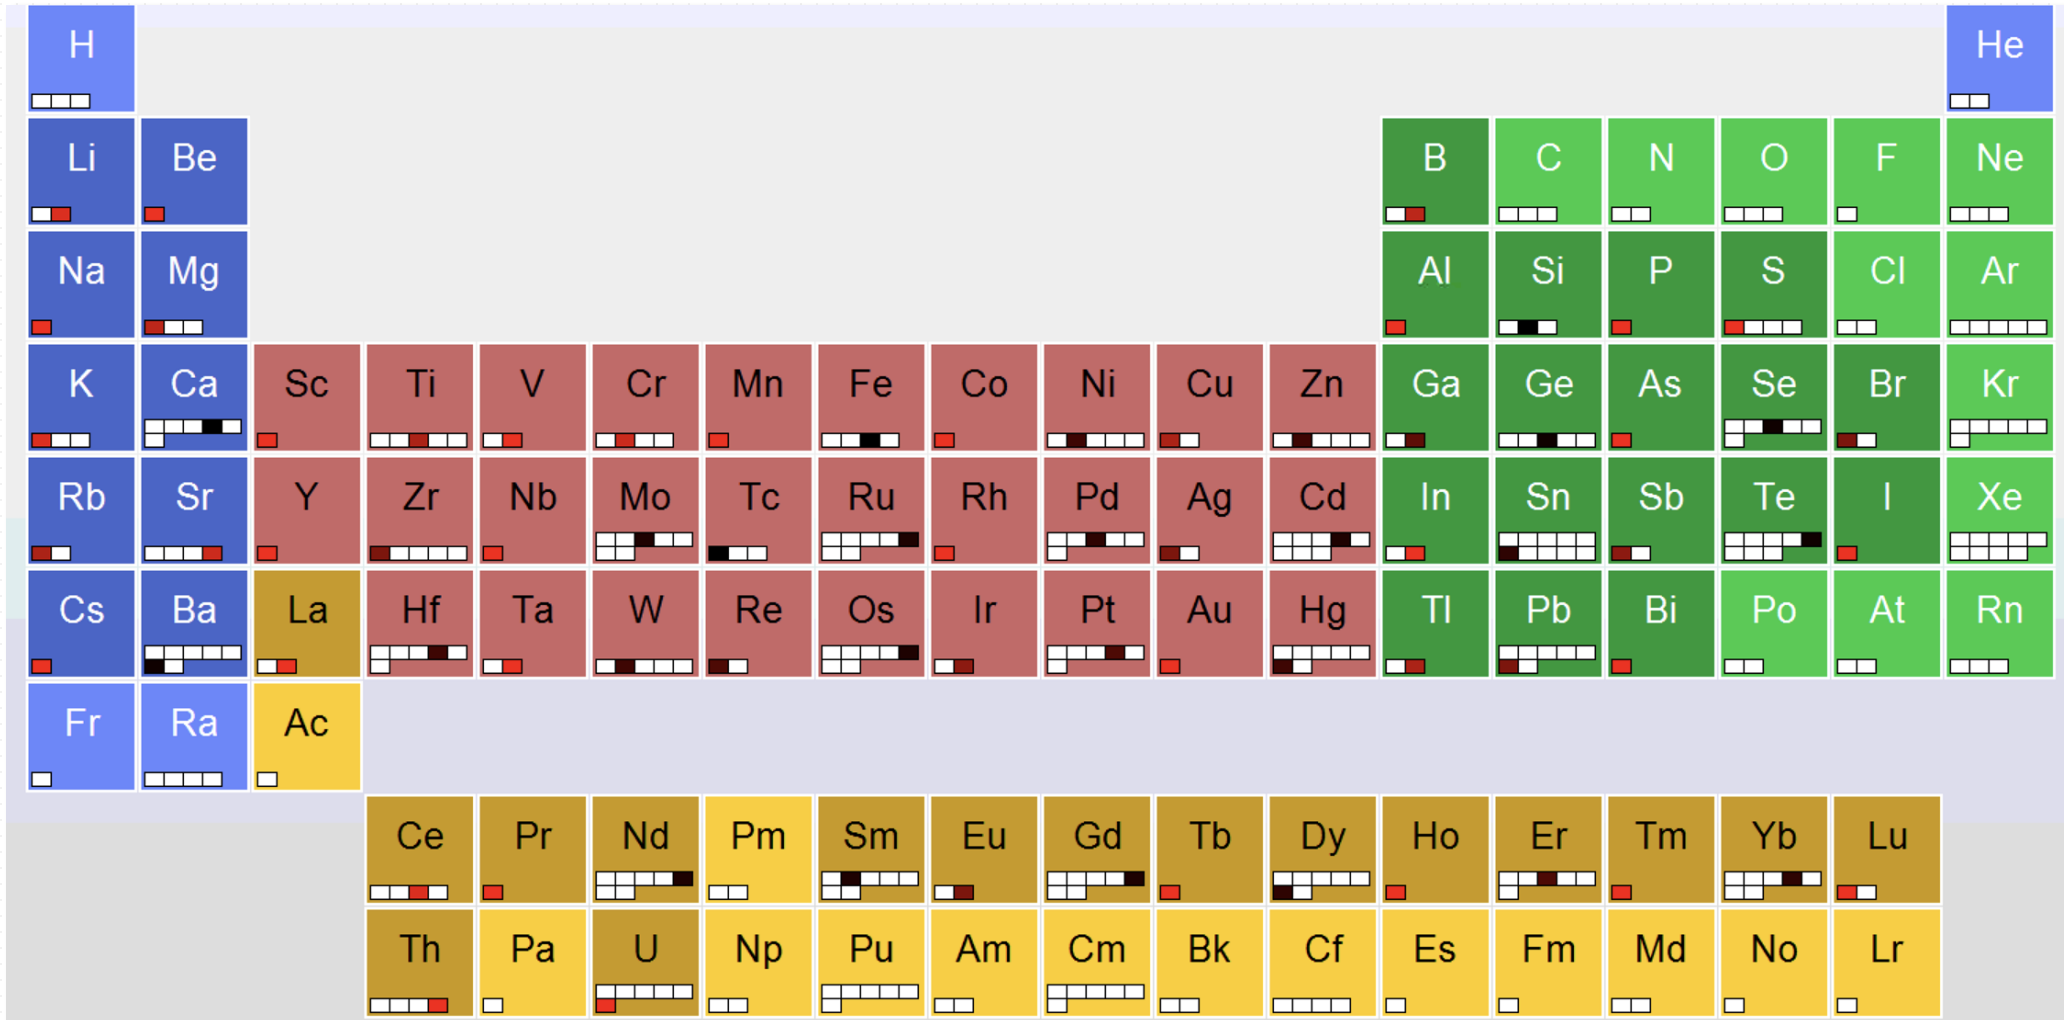 H He
Li Be B C N O F Ne
Na Mg Al Si P S Cl Ar
K Ca Sc Ti V Cr Mn Fe Co Ni Cu Zn Ga Ge As Se Br Kr
Rb Sr Y Zr Nb Mo Tc Ru Rh Pd Ag Cd In Sn Sb Te I Xe
Cs Ba La Hf Ta W Re Os Ir Pt Au Hg Tl Pb Bi Po At Rn
Fr Ra Ac
Ce Pr Nd Pm Sm Eu Gd Tb Dy Ho Er Tm Yb Lu
Th Pa U Np Pu Am Cm Bk Cf Es Fm Md No Lr